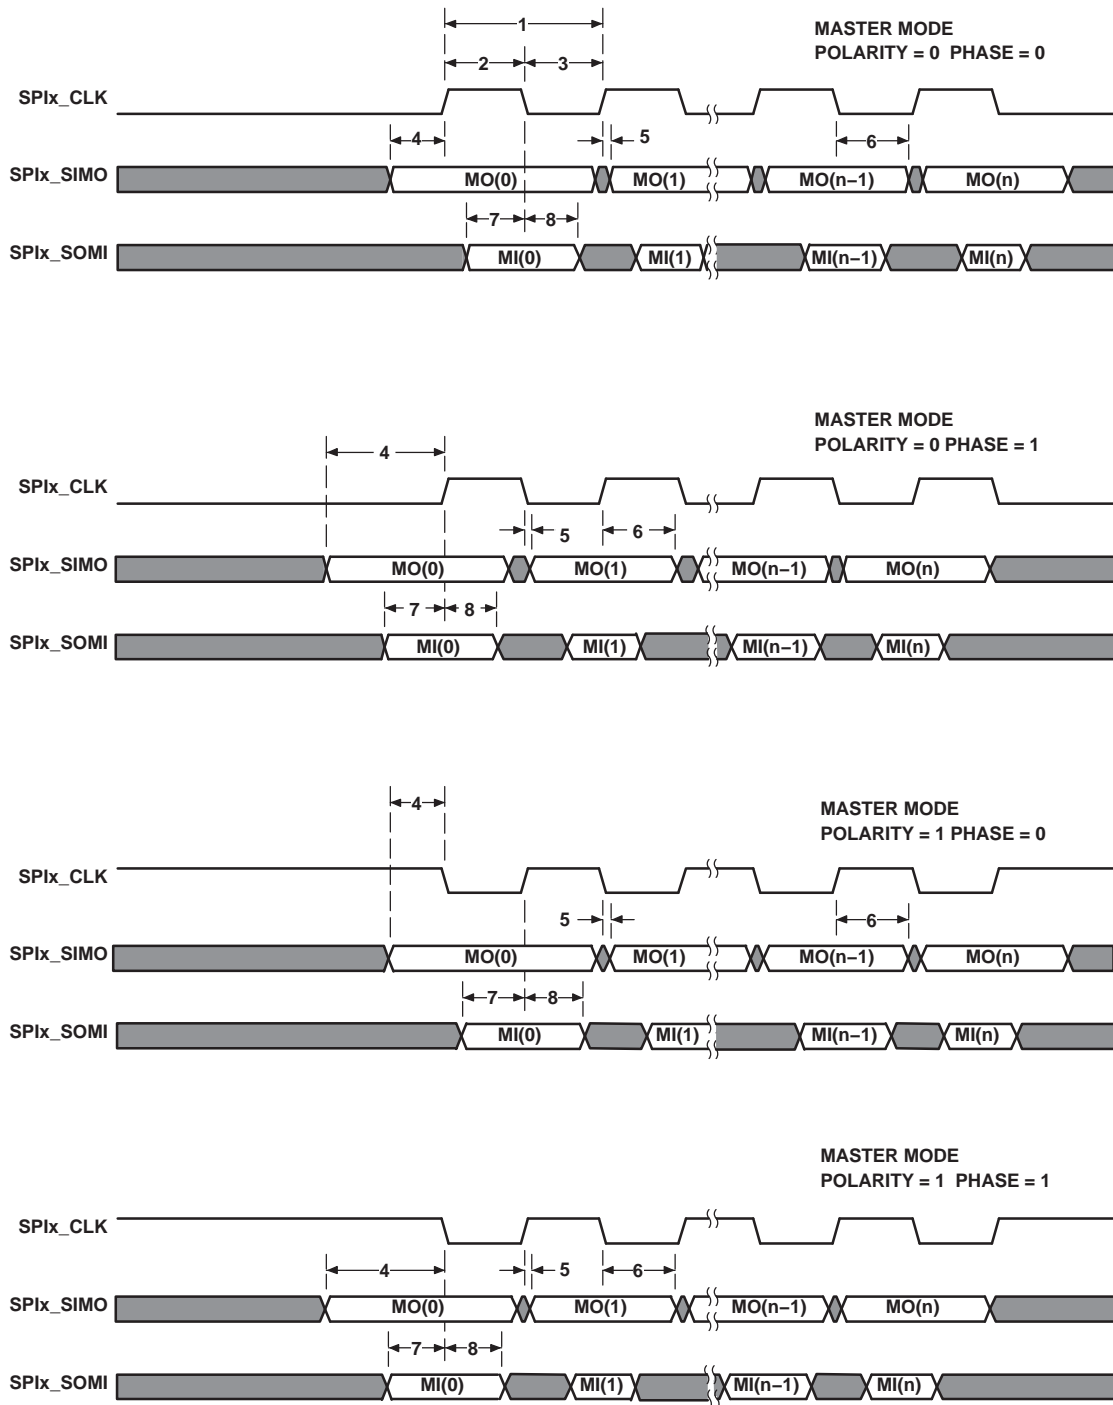 1
MASTER MODE
POLARITY = 0 PHASE = 0
2 3
SPIx_CLK
4 5 6
SPIx_SIMO MO(0) MO(1) MO(n−1) MO(n)
7 8
SPIx_SOMI MI(0) MI(1) MI(n−1) MI(n)
MASTER MODE
POLARITY = 0 PHASE = 1
4
SPIx_CLK
5 6
SPIx_SIMO MO(0) MO(1) MO(n−1) MO(n)
7 8
SPIx_SOMI MI(0) MI(1) MI(n−1) MI(n)
4
MASTER MODE
POLARITY = 1 PHASE = 0
SPIx_CLK
5 6
SPIx_SIMO MO(0) MO(1) MO(n−1) MO(n)
7 8
SPIx_SOMI MI(0) MI(1) MI(n−1) MI(n)
MASTER MODE
POLARITY = 1 PHASE = 1
SPIx_CLK
4 5 6
SPIx_SIMO MO(0) MO(1) MO(n−1) MO(n)
7 8
SPIx_SOMI MI(0) MI(1) MI(n−1) MI(n)